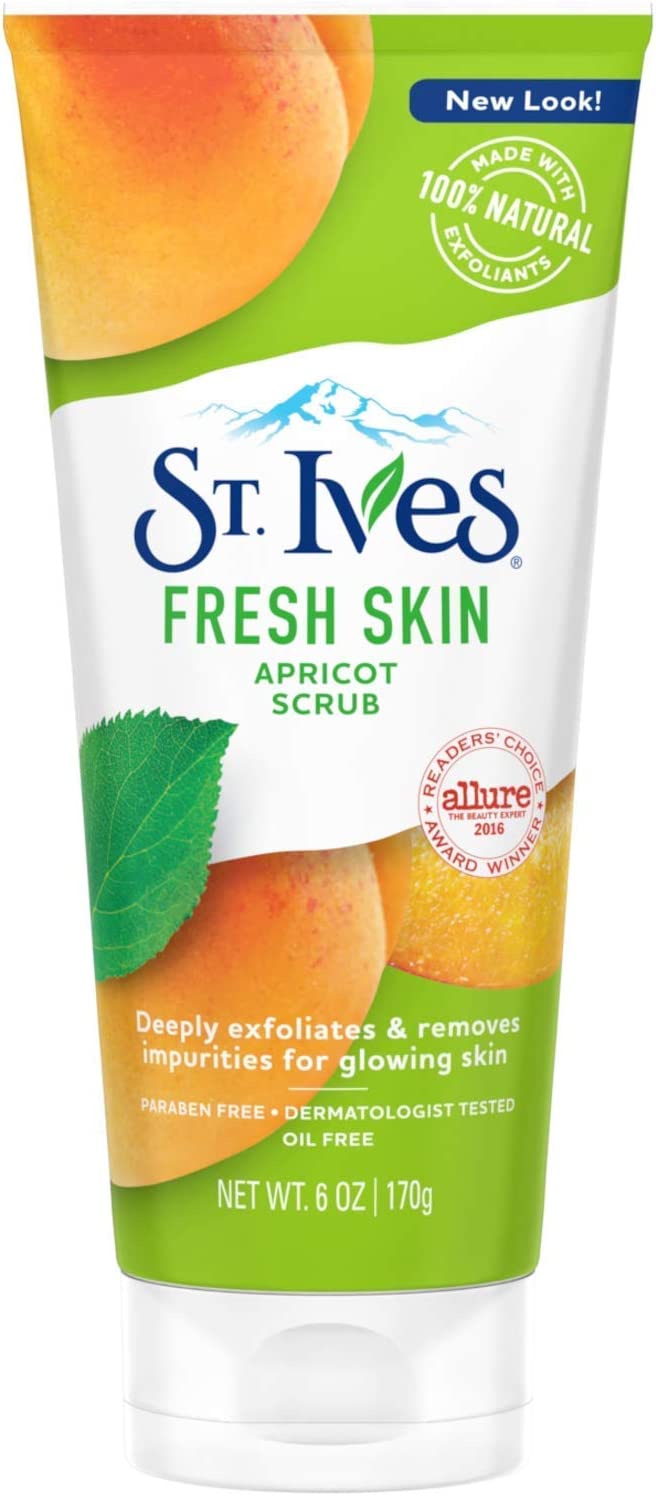 New Look!
MADE WITH
100% NATURAL
EXFOLIANTS
ST. Ives®
FRESH SKIN
APRICOT
SCRUB
READERS' CHOICE
allure
THE BEAUTY EXPERT
2016
AWARD WINNER
Deeply exfoliates & removes
impurities for glowing skin
PARABEN FREE • DERMATOLOGIST TESTED
OIL FREE
NET WT. 6 OZ | 170g